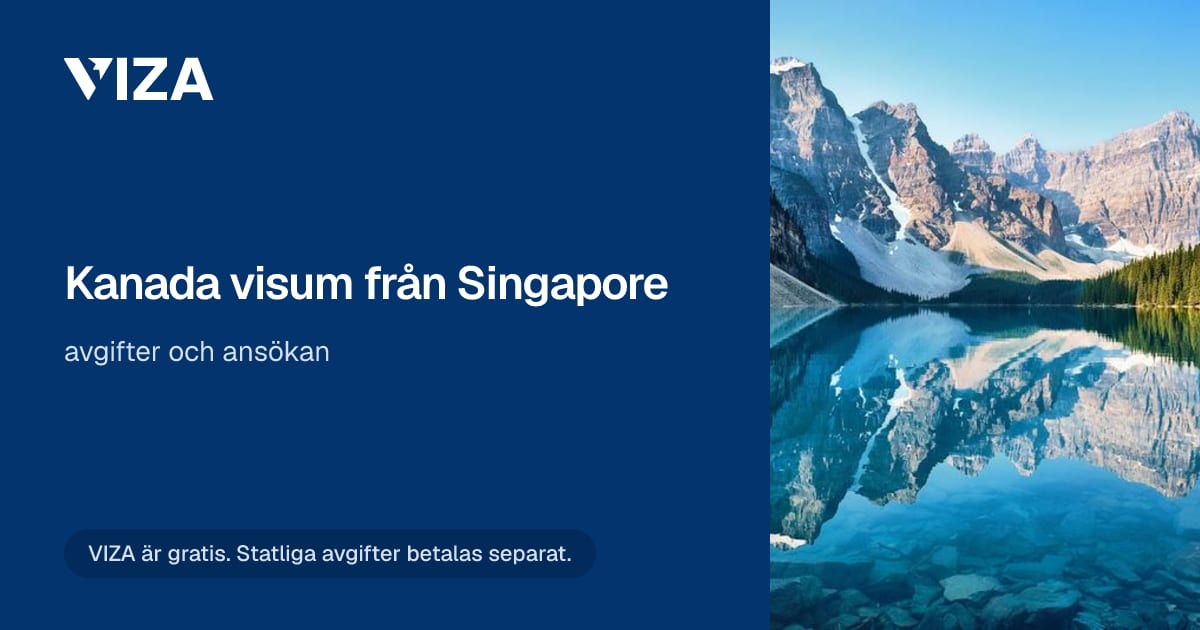 VIZA
Kanada visum från Singapore
avgifter och ansökan
VIZA är gratis. Statliga avgifter betalas separat.